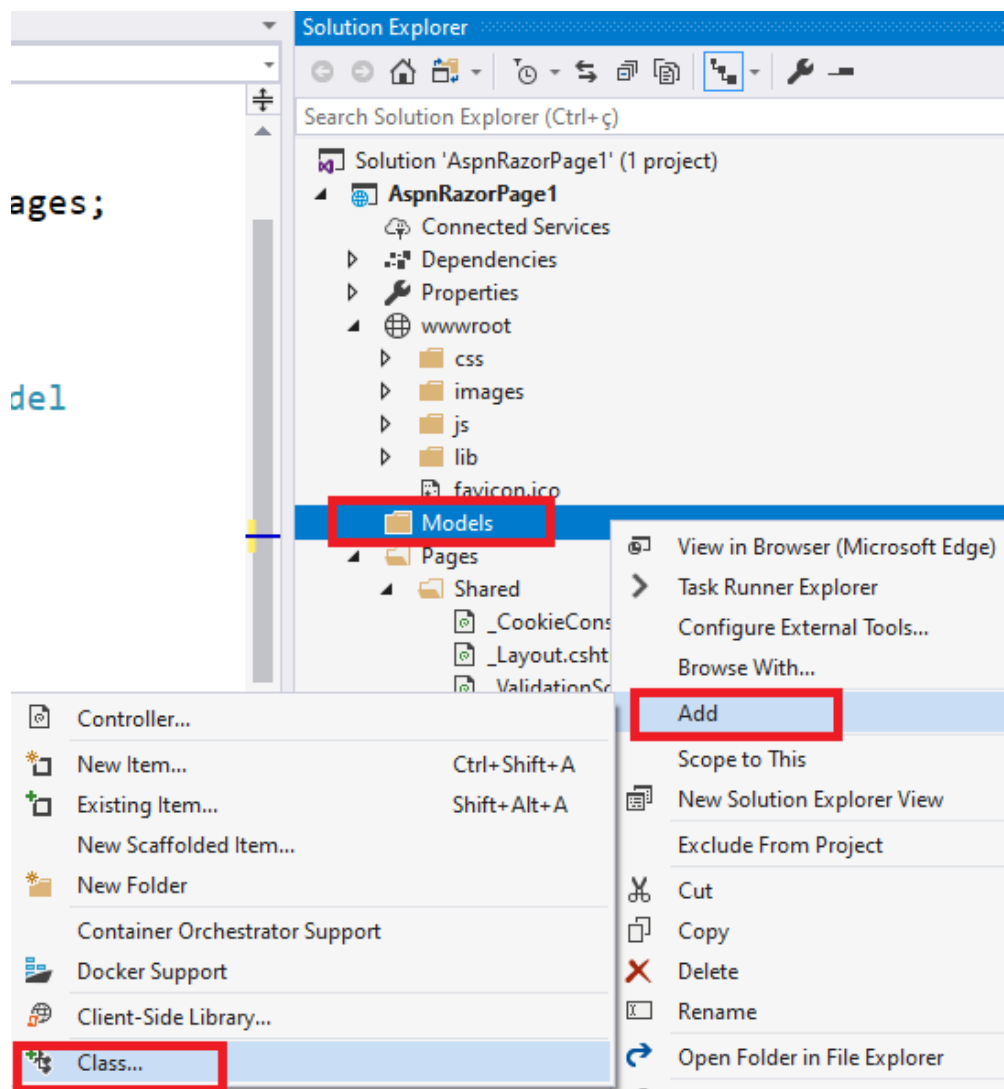 Solution Explorer
Search Solution Explorer (Ctrl+ç)
Solution 'AspnRazorPage1' (1 project)
AspnRazorPage1
ages;
Connected Services
Dependencies
Properties
wwwroot
css
del
images
js
lib
favicon.ico
Models
Pages
Shared
_CookieCons
_Layout.csht
_ValidationSc
View in Browser (Microsoft Edge)
Task Runner Explorer
Configure External Tools...
Browse With...
Add
Scope to This
New Solution Explorer View
Exclude From Project
Cut
Copy
Delete
Rename
Open Folder in File Explorer
Controller...
New Item... Ctrl+Shift+A
Existing Item... Shift+Alt+A
New Scaffolded Item...
New Folder
Container Orchestrator Support
Docker Support
Client-Side Library...
Class...